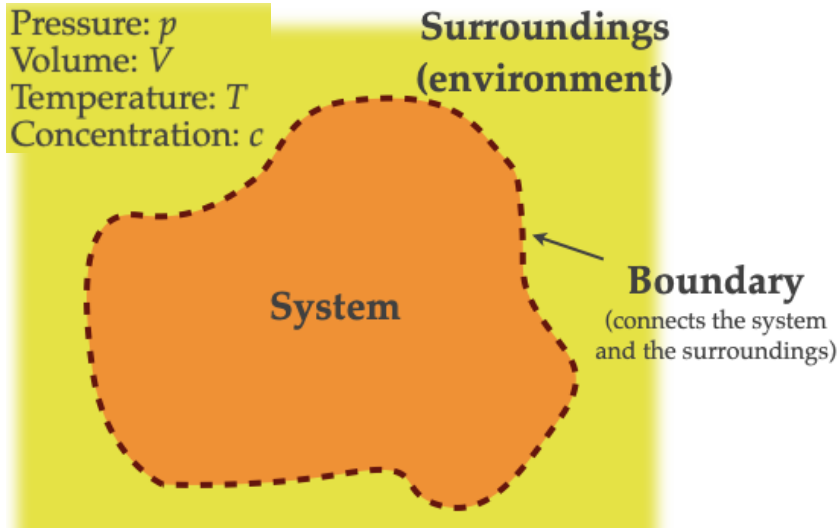 Pressure: p
Volume: V
Temperature: T
Concentration: c
Surroundings
(environment)
System
Boundary
(connects the system
and the surroundings)